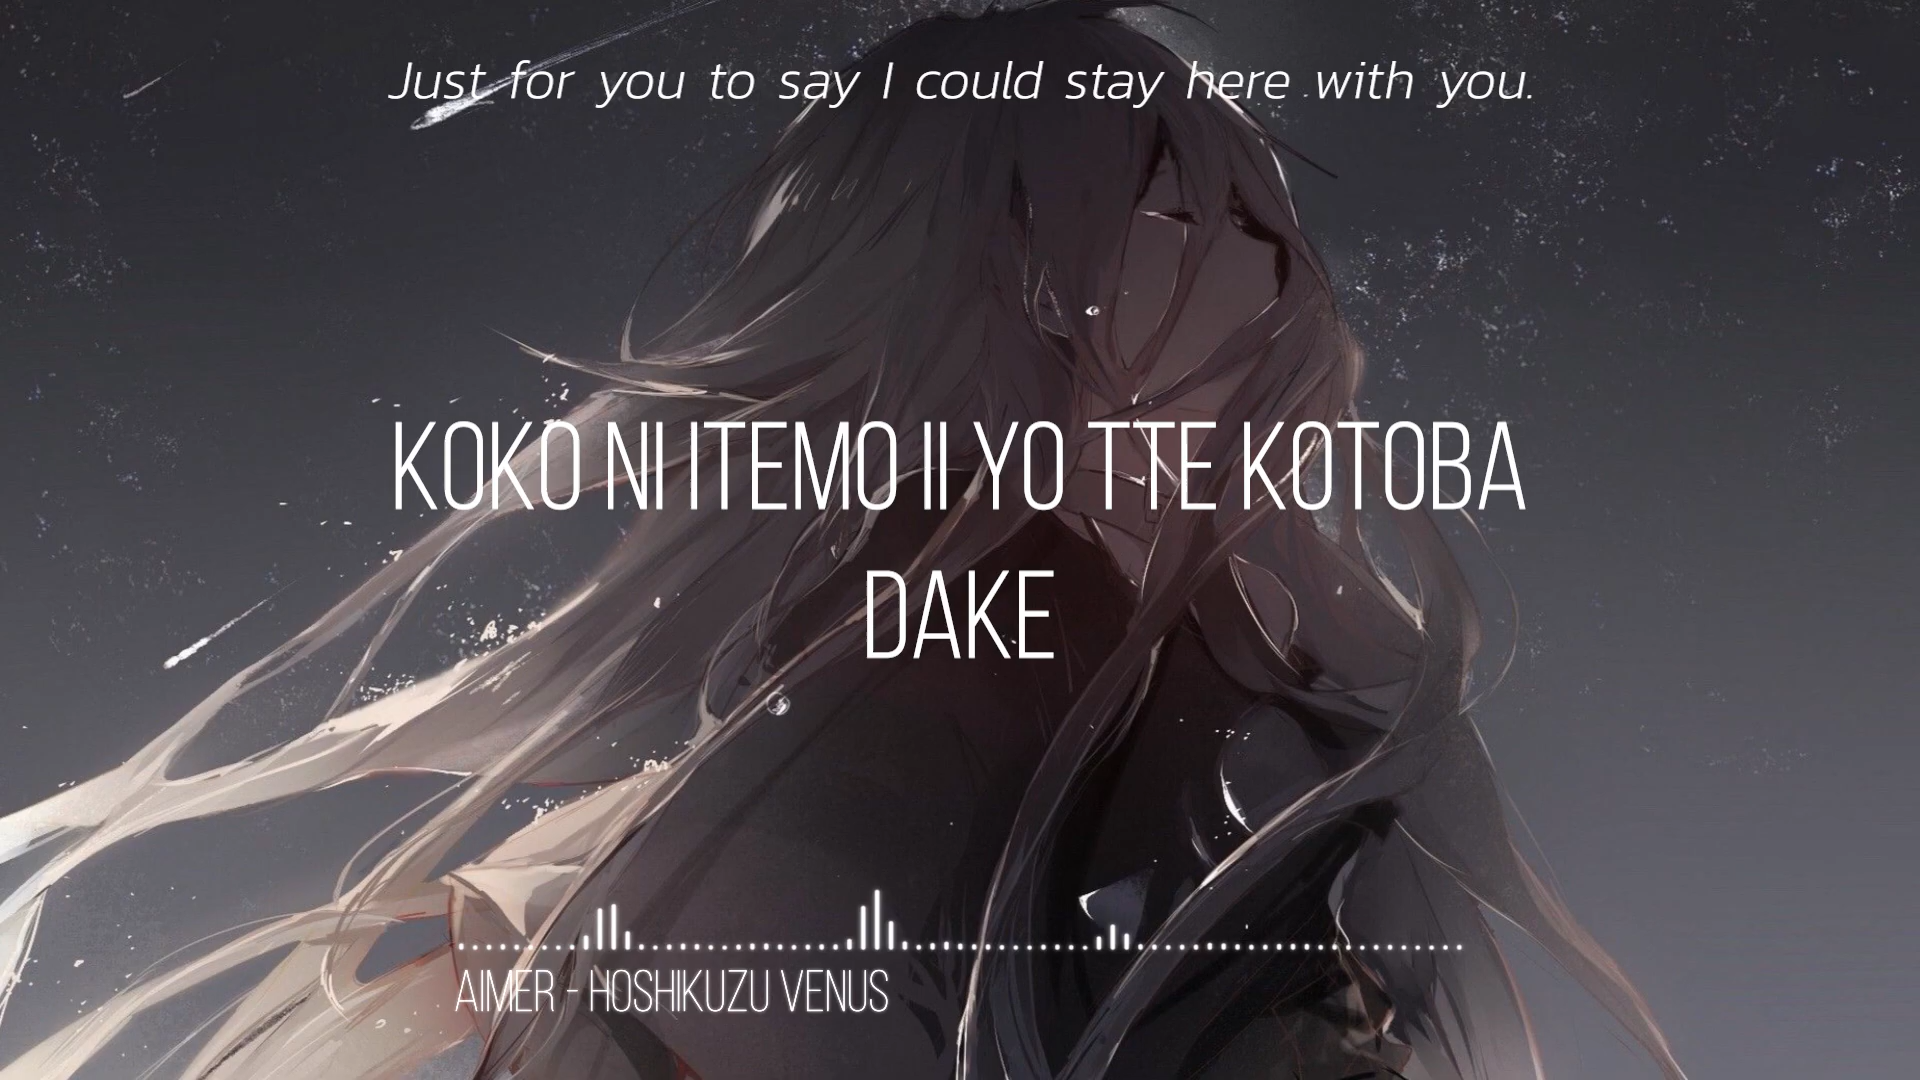 Just for you to say I could stay here with you.
KOKO NI ITEMO II YO TTE KOTOBA
DAKE
AIMER - HOSHIKUZU VENUS